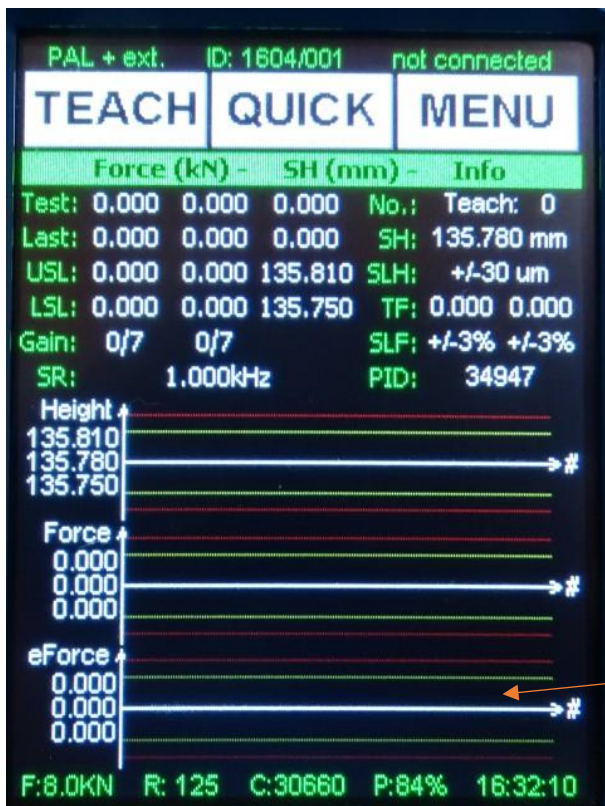 PAL + ext. ID: 1604/001 not connected
TEACH QUICK MENU
Force (kN) - SH (mm) - Info
Test: 0.000 0.000 0.000 No.: Teach: 0
Last: 0.000 0.000 0.000 SH: 135.780 mm
USL: 0.000 0.000 135.810 SLH: +/-30 um
LSL: 0.000 0.000 135.750 TF: 0.000 0.000
Gain: 0/7 0/7 SLF: +/-3% +/-3%
SR: 1.000kHz PID: 34947
Height
135.810
135.780 #
135.750
Force
0.000
0.000 #
0.000
eForce
0.000
0.000 #
0.000
F:8.0KN R: 125 C:30660 P:84% 16:32:10